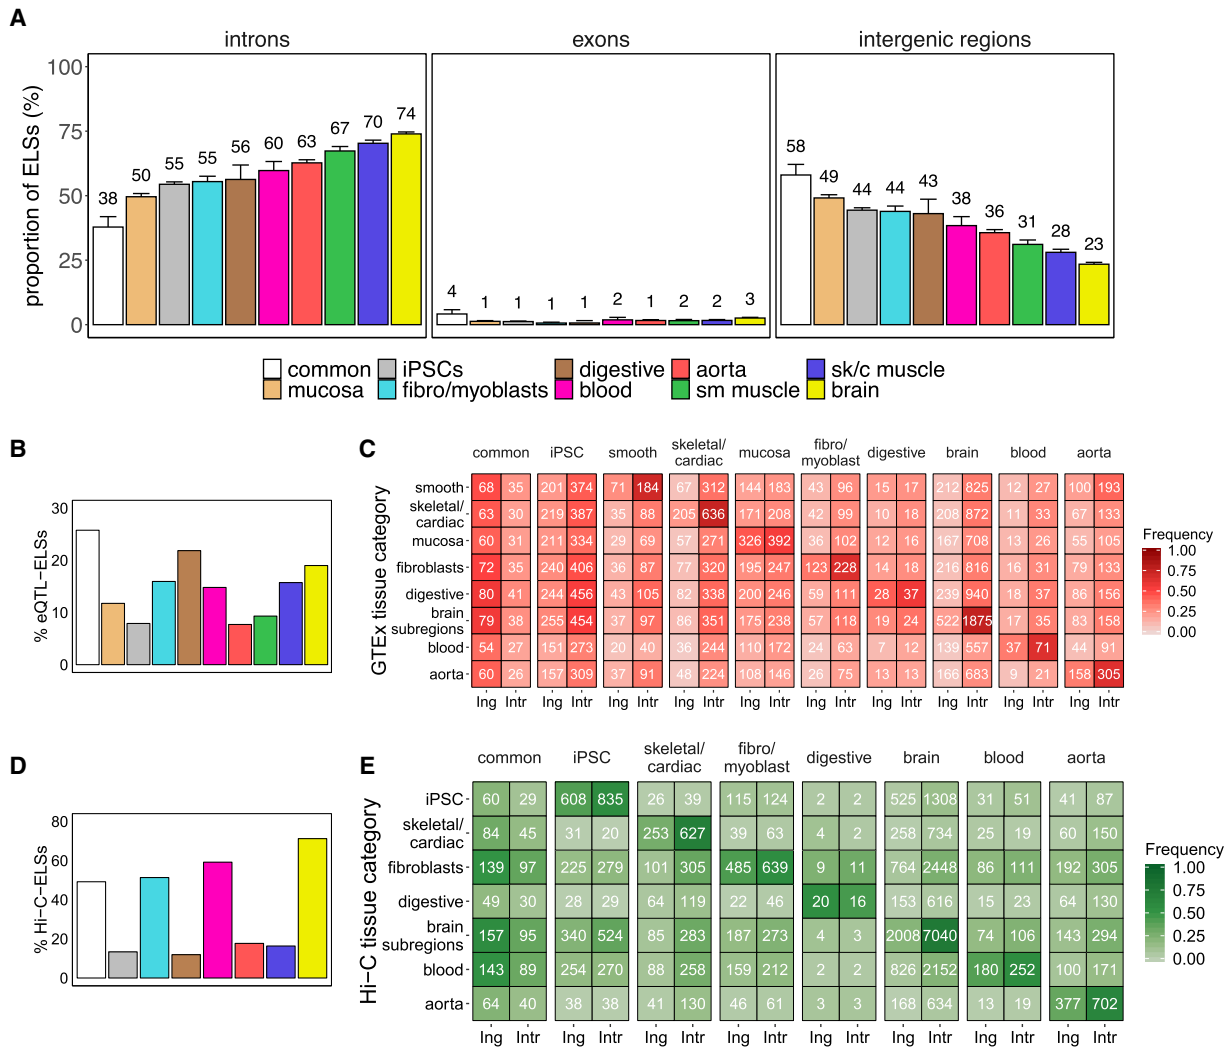 A
introns exons intergenic regions
proportion of ELSs (%)
100
75
50
25
0
38 50 55 55 56 60 63 67 70 74
4 1 1 1 1 2 1 2 2 3
58 49 44 44 43 38 36 31 28 23
common iPSCs digestive aorta sk/c muscle
mucosa fibro/myoblasts blood sm muscle brain
B
% eQTL−ELSs
30
20
10
0
C
common iPSC smooth skeletal/ cardiac mucosa fibro/ myoblast digestive brain blood aorta
GTEx tissue category
smooth 68 35 201 374 71 184 67 312 144 183 43 96 15 17 212 825 12 27 100 193
skeletal/ cardiac 63 30 219 387 35 88 205 636 171 208 42 99 10 18 208 872 11 33 67 133
mucosa 60 31 211 334 29 69 57 271 326 392 36 102 12 16 167 708 13 26 55 105
fibroblasts 72 35 240 406 36 87 77 320 195 247 123 228 14 18 216 816 16 31 79 133
digestive 80 41 244 456 43 105 82 338 200 246 59 111 28 37 239 940 18 37 86 156
brain subregions 79 38 255 454 37 97 86 351 175 238 57 118 19 24 522 1875 17 35 83 158
blood 54 27 151 273 20 40 36 244 110 172 24 63 7 12 139 557 37 71 44 91
aorta 60 26 157 309 37 91 48 224 108 146 26 75 13 13 166 683 9 21 158 305
Ing Intr Ing Intr Ing Intr Ing Intr Ing Intr Ing Intr Ing Intr Ing Intr Ing Intr Ing Intr
Frequency
1.00
0.75
0.50
0.25
0.00
D
% Hi−C−ELSs
80
60
40
20
0
E
common iPSC skeletal/ cardiac fibro/ myoblast digestive brain blood aorta
Hi−C tissue category
iPSC 60 29 608 835 26 39 115 124 2 2 525 1308 31 51 41 87
skeletal/ cardiac 84 45 31 20 253 627 39 63 4 2 258 734 25 19 60 150
fibroblasts 139 97 225 279 101 305 485 639 9 11 764 2448 86 111 192 305
digestive 49 30 28 29 64 119 22 46 20 16 153 616 15 23 64 130
brain subregions 157 95 340 524 85 283 187 273 4 3 2008 7040 74 106 143 294
blood 143 89 254 270 88 258 159 212 2 2 826 2152 180 252 100 171
aorta 64 40 38 38 41 130 46 61 3 3 168 634 13 19 377 702
Ing Intr Ing Intr Ing Intr Ing Intr Ing Intr Ing Intr Ing Intr Ing Intr
Frequency
1.00
0.75
0.50
0.25
0.00